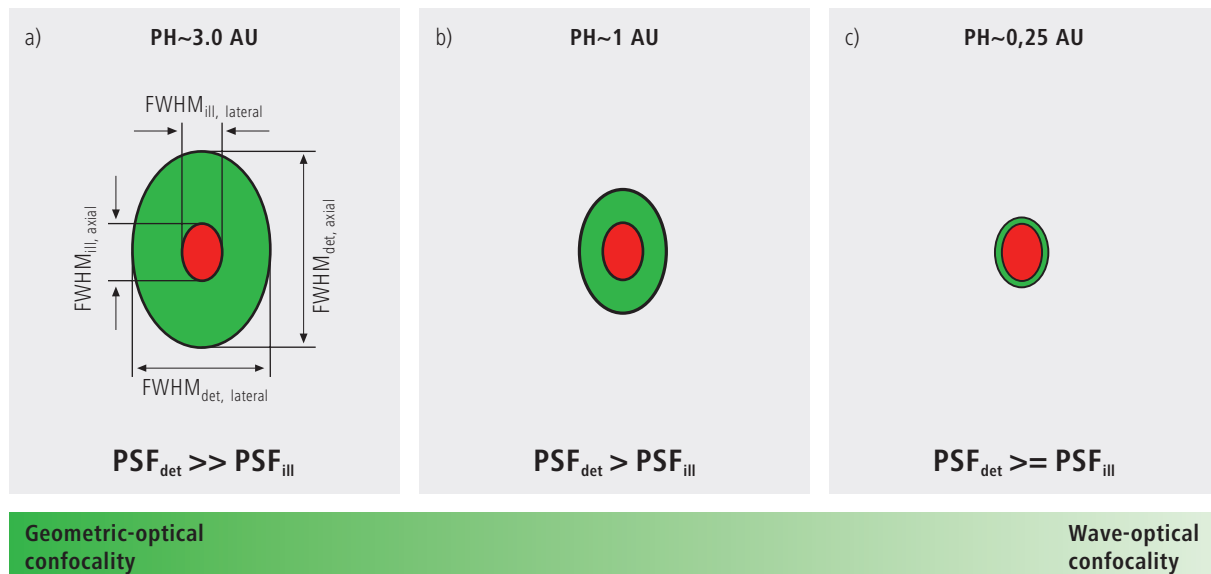 a)
PH~3.0 AU
FWHMill, lateral
FWHMill, axial
FWHMdet, axial
FWHMdet, lateral
PSFdet >> PSFill
b)
PH~1 AU
PSFdet > PSFill
c)
PH~0,25 AU
PSFdet >= PSFill
Geometric-optical
confocality
Wave-optical
confocality